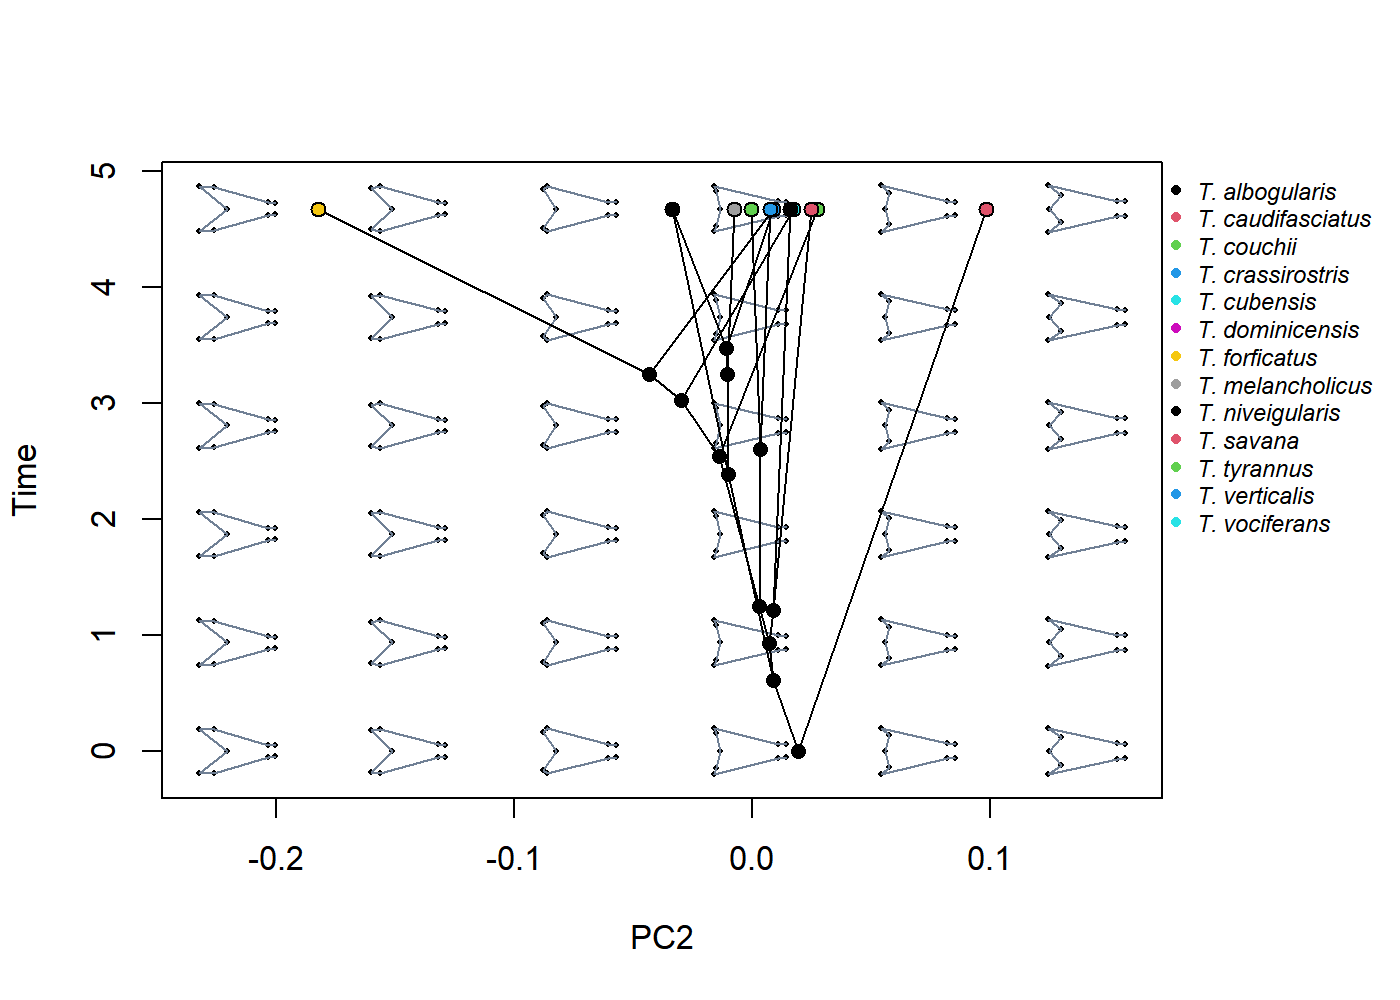 5
4
3
2
1
0
Time
-0.2
-0.1
0.0
0.1
PC2
T. albogularis
T. caudifasciatus
T. couchii
T. crassirostris
T. cubensis
T. dominicensis
T. forficatus
T. melancholicus
T. niveigularis
T. savana
T. tyrannus
T. verticalis
T. vociferans